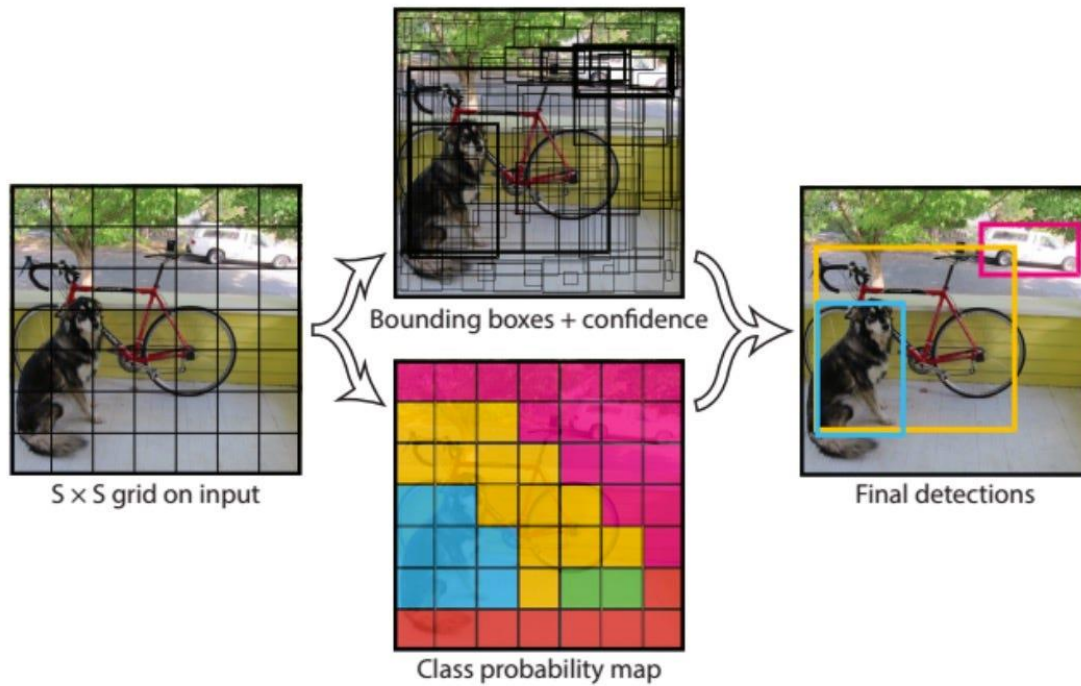 Bounding boxes + confidence
S × S grid on input
Final detections
Class probability map